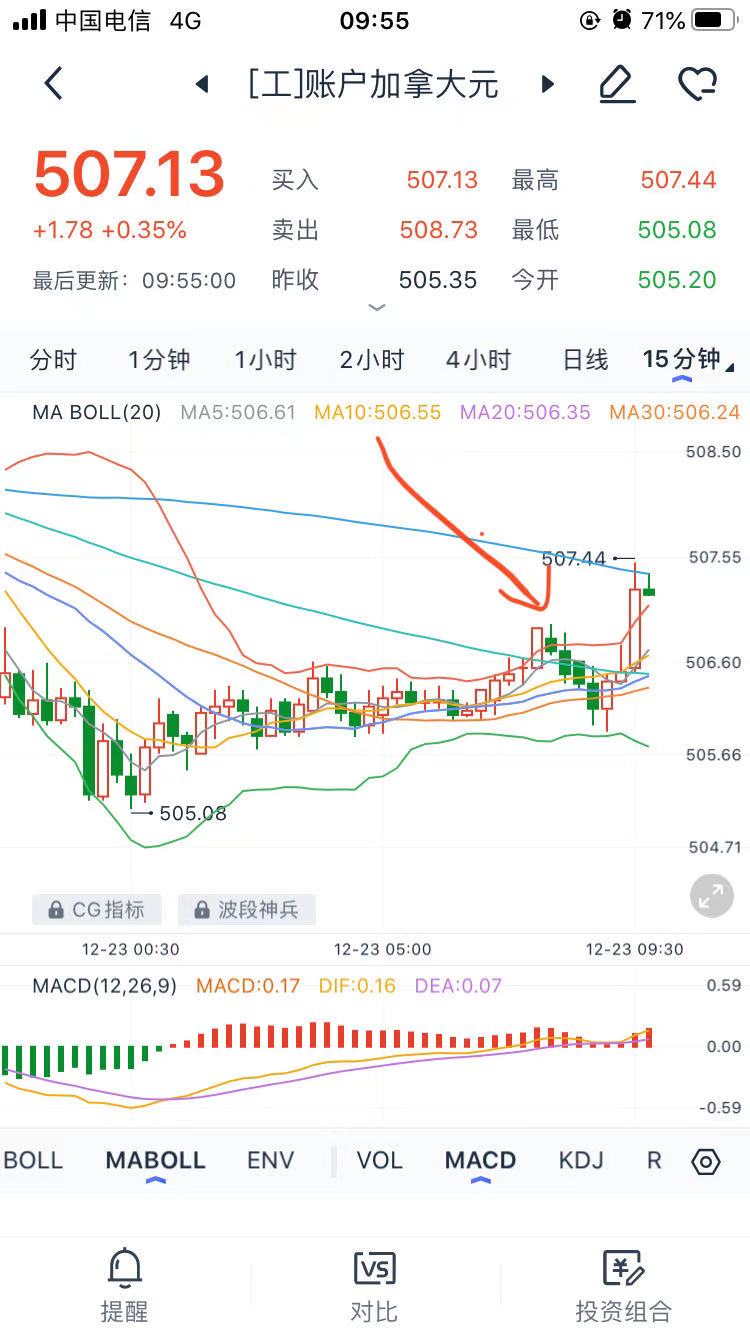 中国电信 4G 09:55 71%
[工]账户加拿大元
507.13
+1.78 +0.35%
最后更新: 09:55:00
买入 507.13 最高 507.44
卖出 508.73 最低 505.08
昨收 505.35 今开 505.20
分时 1分钟 1小时 2小时 4小时 日线 15分钟
MA BOLL(20) MA5:506.61 MA10:506.55 MA20:506.35 MA30:506.24
508.50
507.44
507.55
506.60
505.66
505.08
504.71
CG指标 波段神兵
12-23 00:30 12-23 05:00 12-23 09:30
MACD(12,26,9) MACD:0.17 DIF:0.16 DEA:0.07
0.59
0.00
-0.59
BOLL MABOLL ENV VOL MACD KDJ R
VS ¥
提醒 对比 投资组合